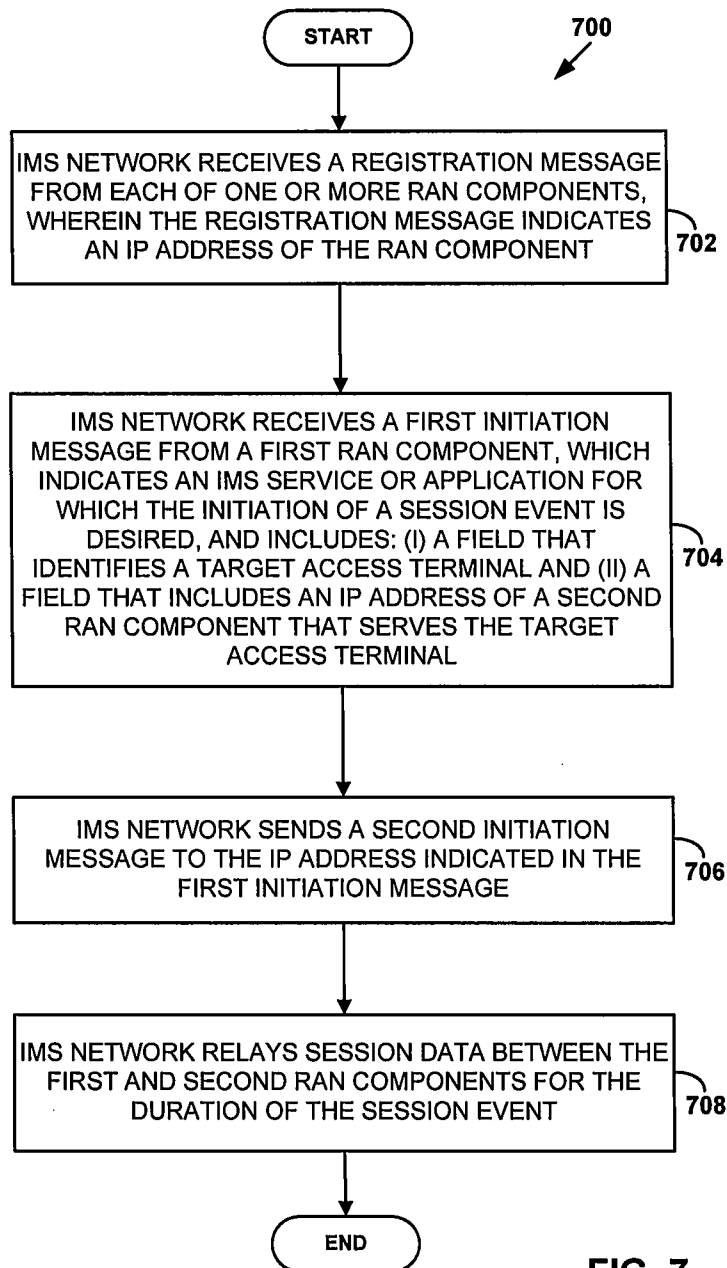 START
700
IMS NETWORK RECEIVES A REGISTRATION MESSAGE
FROM EACH OF ONE OR MORE RAN COMPONENTS,
WHEREIN THE REGISTRATION MESSAGE INDICATES
AN IP ADDRESS OF THE RAN COMPONENT
702
IMS NETWORK RECEIVES A FIRST INITIATION
MESSAGE FROM A FIRST RAN COMPONENT, WHICH
INDICATES AN IMS SERVICE OR APPLICATION FOR
WHICH THE INITIATION OF A SESSION EVENT IS
DESIRED, AND INCLUDES: (I) A FIELD THAT
IDENTIFIES A TARGET ACCESS TERMINAL AND (II) A
FIELD THAT INCLUDES AN IP ADDRESS OF A SECOND
RAN COMPONENT THAT SERVES THE TARGET
ACCESS TERMINAL
704
IMS NETWORK SENDS A SECOND INITIATION
MESSAGE TO THE IP ADDRESS INDICATED IN THE
FIRST INITIATION MESSAGE
706
IMS NETWORK RELAYS SESSION DATA BETWEEN THE
FIRST AND SECOND RAN COMPONENTS FOR THE
DURATION OF THE SESSION EVENT
708
END
FIG. 7